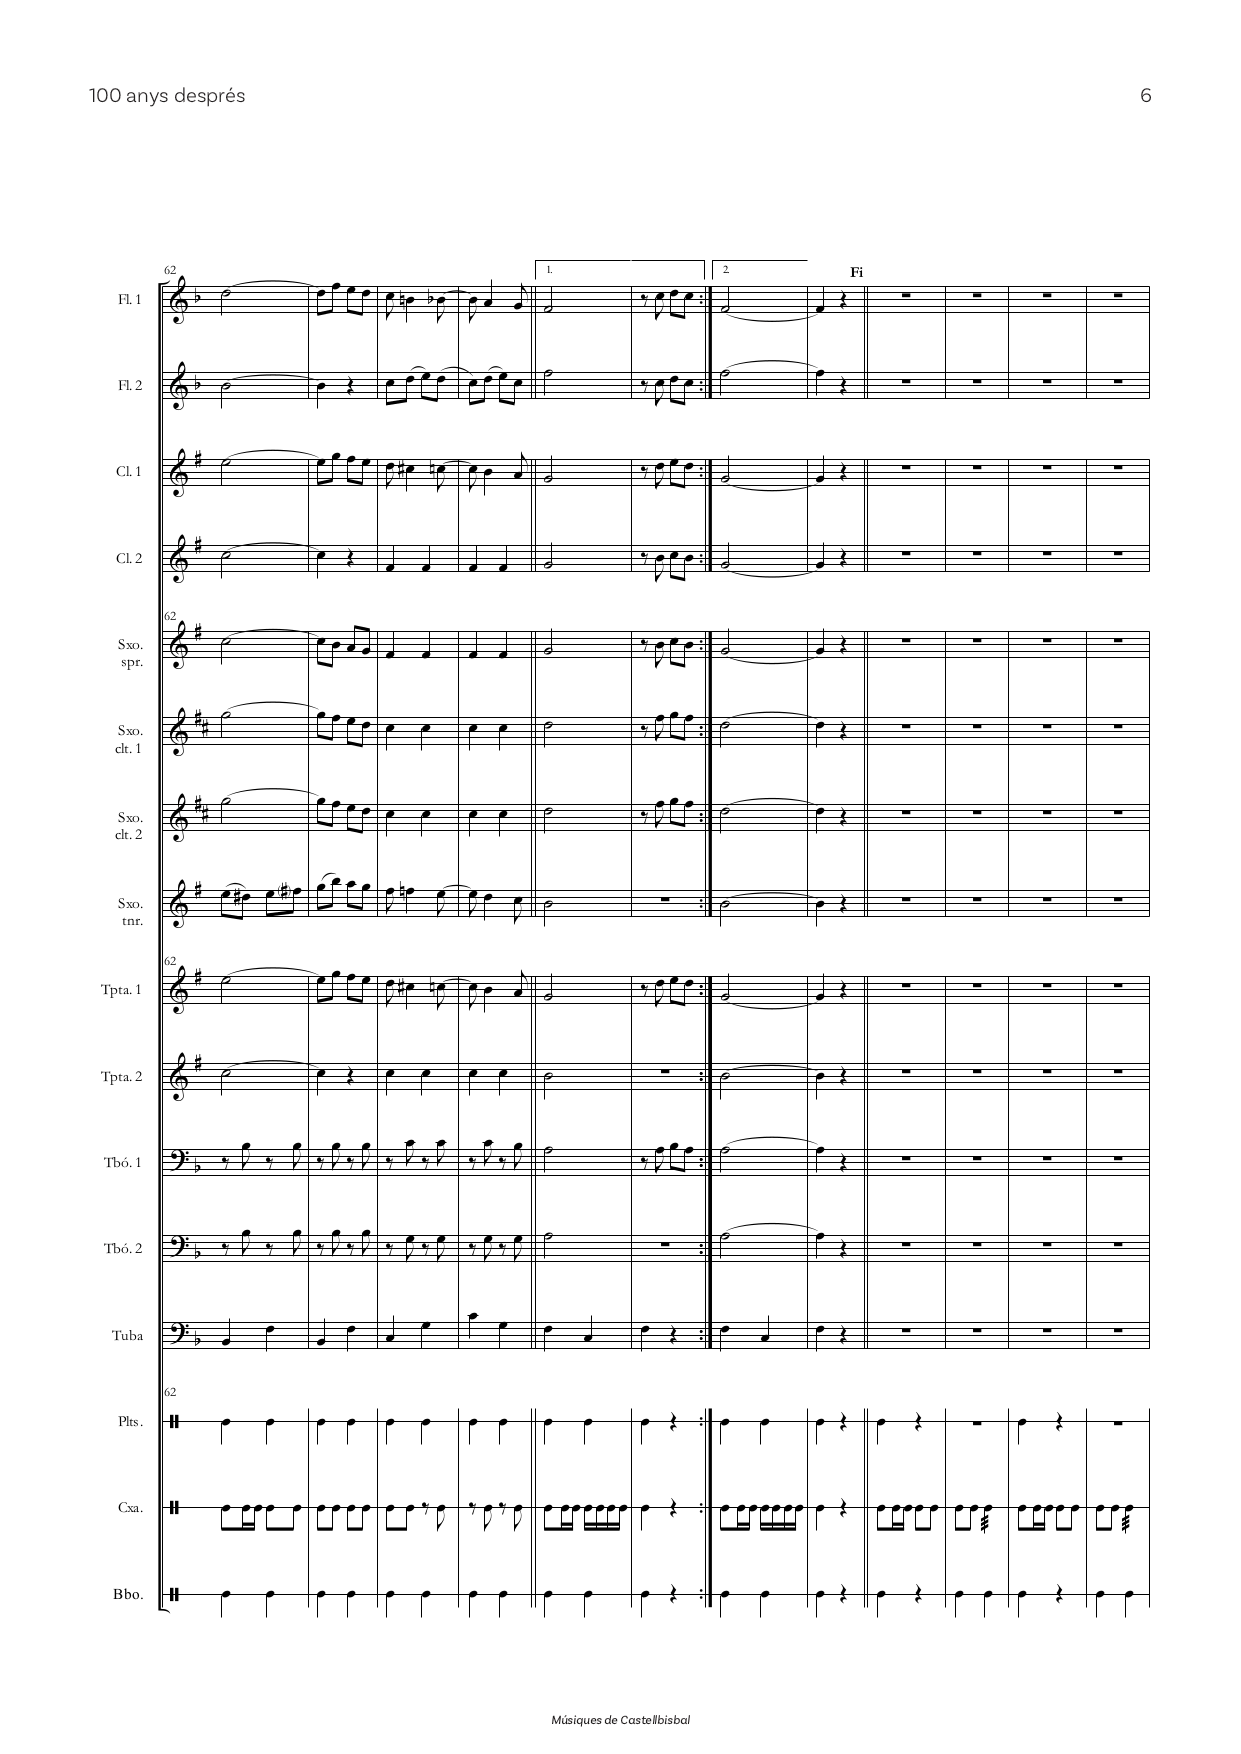 100 anys després 6
1. 2. Fi
62
Fl. 1
Fl. 2
Cl. 1
Cl. 2
62
Sxo.
spr.
Sxo.
clt. 1
Sxo.
clt. 2
Sxo.
tnr.
62
Tpta. 1
Tpta. 2
Tbó. 1
Tbó. 2
Tuba
62
Plts.
Cxa.
Bbo.
Músiques de Castellbisbal